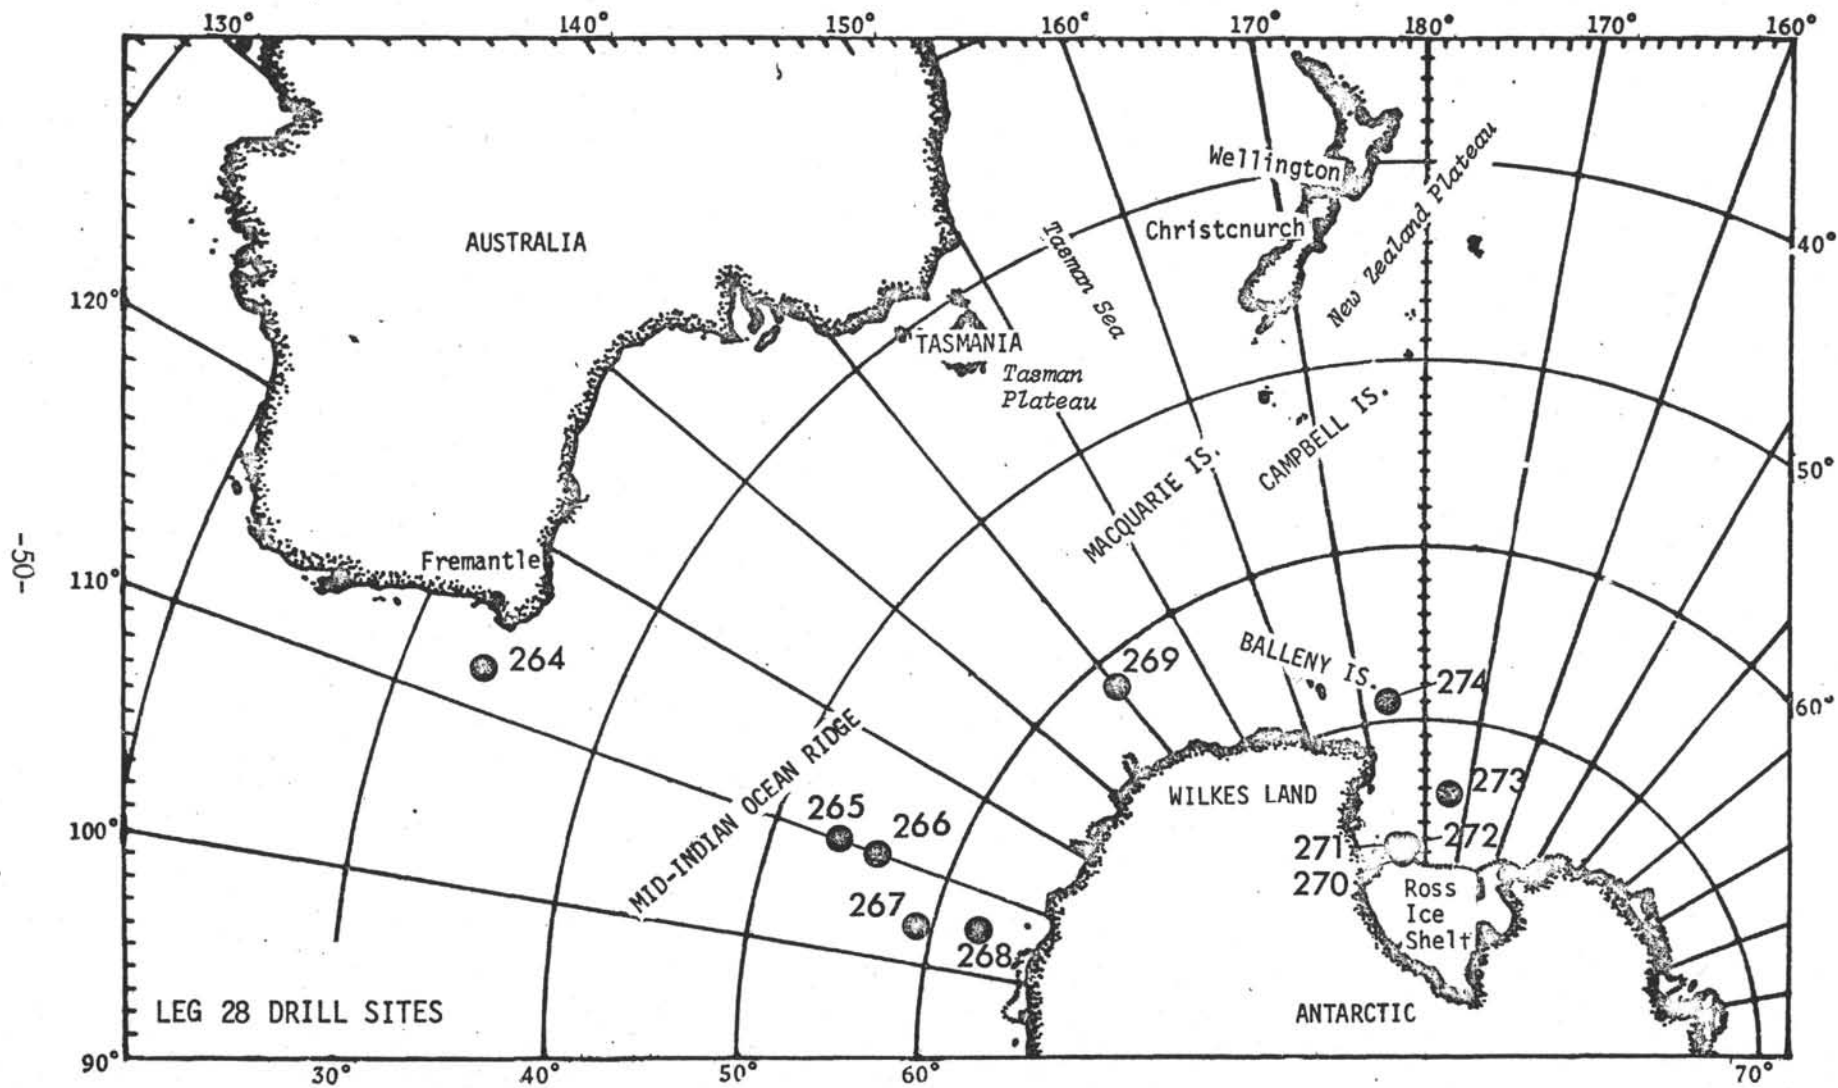 130° 140° 150° 160° 170° 180° 170° 160°
Wellington
Christcnurch
New Zealand Plateau
Tasman Sea
AUSTRALIA
40°
120°
TASMANIA
Tasman
Plateau
CAMPBELL IS.
MACQUARIE IS.
50°
-50-
Fremantle
110°
264
269
BALLENY IS.
274
60°
MID-INDIAN OCEAN RIDGE
265
266
WILKES LAND
273
100°
271
272
270
Ross
Ice
Shelf
267
268
LEG 28 DRILL SITES
ANTARCTIC
90°
30° 40° 50° 60° 70°